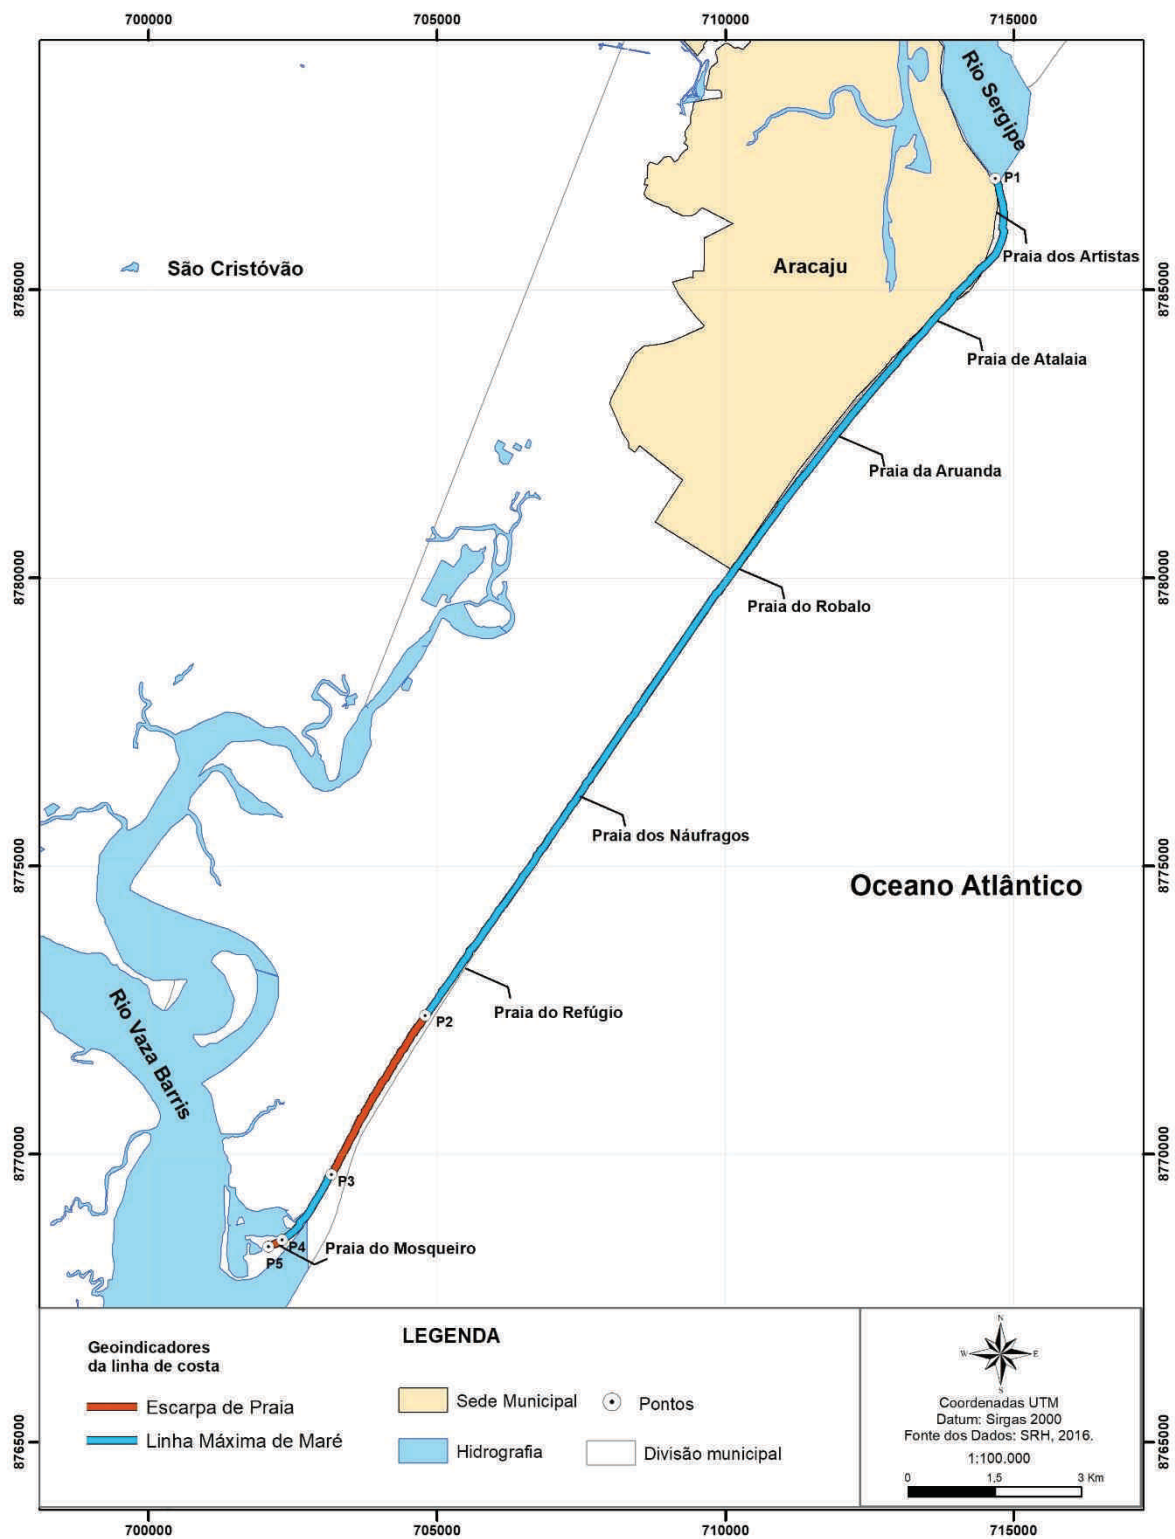 700000
705000
710000
715000
Rio Sergipe
P1
São Cristóvão
Aracaju
Praia dos Artistas
8785000
8785000
Praia de Atalaia
Praia da Aruanda
8780000
8780000
Praia do Robalo
Praia dos Náufragos
8775000
8775000
Oceano Atlântico
Rio Vaza Barris
Praia do Refúgio
P2
8770000
8770000
P3
P4
Praia do Mosqueiro
P5
LEGENDA
Geoindicadores
da linha de costa
Escarpa de Praia
Linha Máxima de Maré
Sede Municipal
Pontos
Hidrografia
Divisão municipal
N
W
E
S
Coordenadas UTM
Datum: Sirgas 2000
Fonte dos Dados: SRH, 2016.
1:100.000
0 1,5 3 Km
8765000
8765000
700000
705000
710000
715000